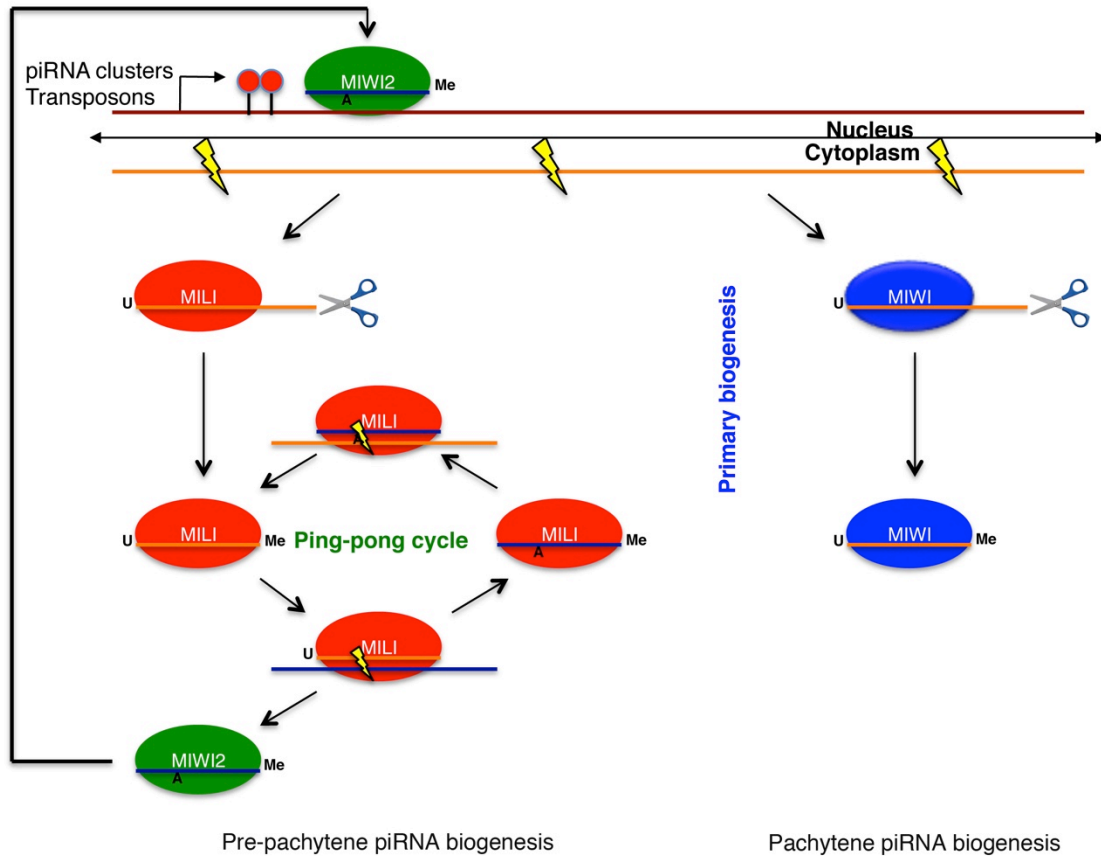 piRNA clusters
Transposons
MIWI2
A
Me
Nucleus
Cytoplasm
U
MILI
MIWI
U
Primary biogenesis
MILI
A
U
MILI
Me
Ping-pong cycle
MILI
A
Me
U
MIWI
Me
U
MILI
MIWI2
A
Me
Pre-pachytene piRNA biogenesis
Pachytene piRNA biogenesis